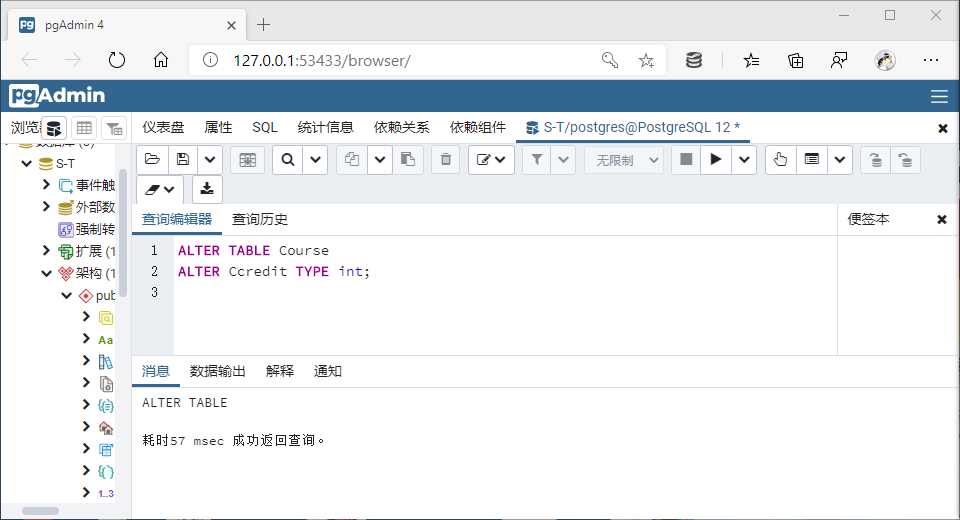 pgAdmin 4
127.0.0.1:53433/browser/
pgAdmin
浏览器
仪表盘 属性 SQL 统计信息 依赖关系 依赖组件 S-T/postgres@PostgreSQL 12 *
S-T
事件触
外部数
强制转
扩展 (1
架构 (1
pub
Aa
1..3
无限制
查询编辑器 查询历史 便签本
1 ALTER TABLE Course
2 ALTER Ccredit TYPE int;
3
消息 数据输出 解释 通知
ALTER TABLE
耗时57 msec 成功返回查询。